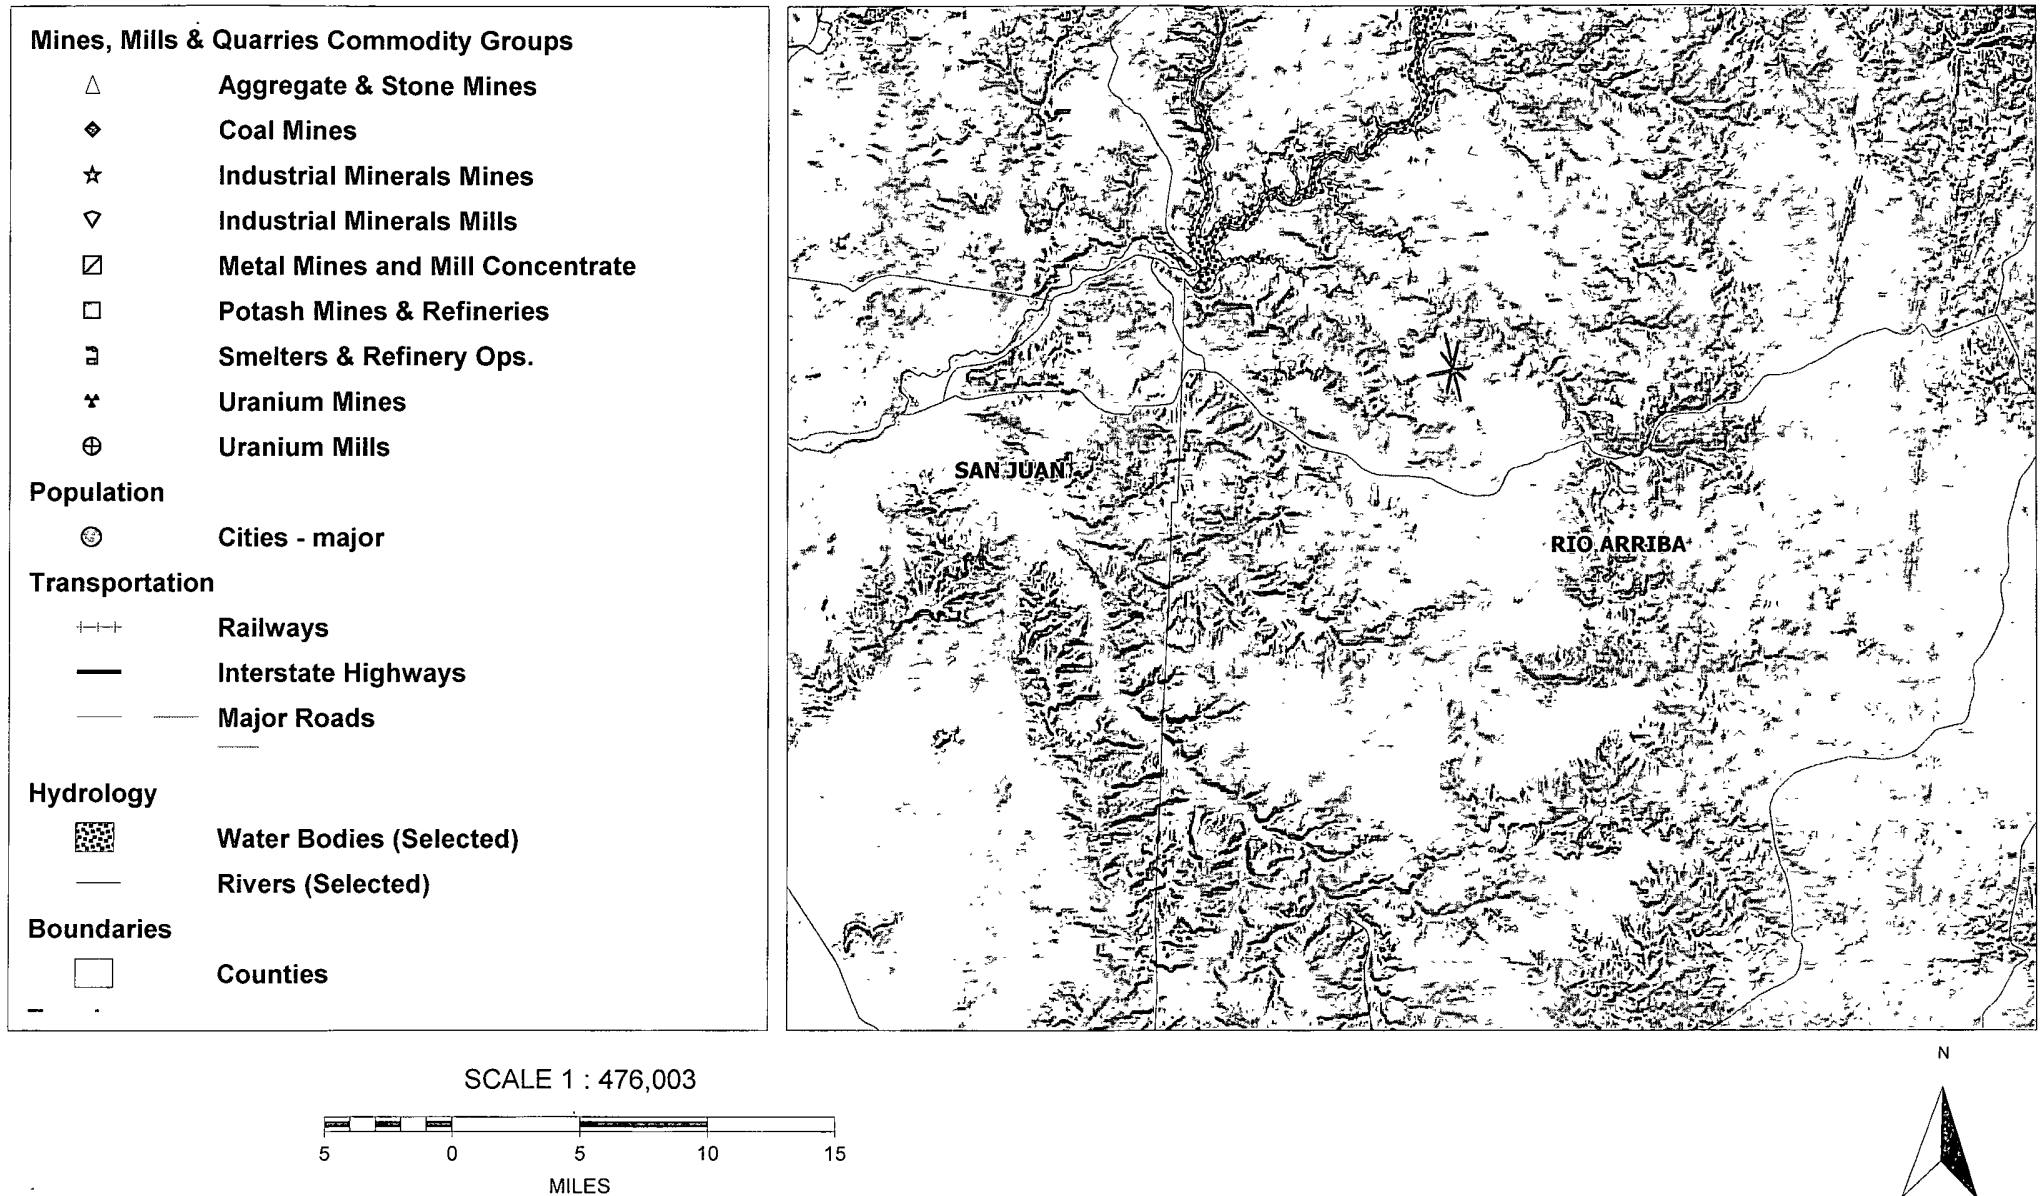 Mines, Mills & Quarries Commodity Groups
Aggregate & Stone Mines
Coal Mines
Industrial Minerals Mines
Industrial Minerals Mills
Metal Mines and Mill Concentrate
Potash Mines & Refineries
Smelters & Refinery Ops.
Uranium Mines
Uranium Mills
Population
Cities - major
Transportation
Railways
Interstate Highways
Major Roads
Hydrology
Water Bodies (Selected)
Rivers (Selected)
Boundaries
Counties
SAN JUAN
RIO ARRIBA
SCALE 1 : 476,003
5 0 5 10 15
MILES
N